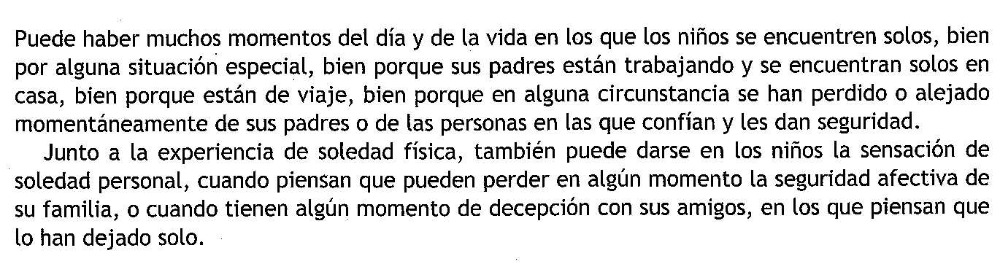 Puede haber muchos momentos del día y de la vida en los que los niños se encuentren solos, bien
por alguna situación especial, bien porque sus padres están trabajando y se encuentran solos en
casa, bien porque están de viaje, bien porque en alguna circunstancia se han perdido o alejado
momentáneamente de sus padres o de las personas en las que confían y les dan seguridad.
Junto a la experiencia de soledad física, también puede darse en los niños la sensación de
soledad personal, cuando piensan que pueden perder en algún momento la seguridad afectiva de
su familia, o cuando tienen algún momento de decepción con sus amigos, en los que piensan que
lo han dejado solo.